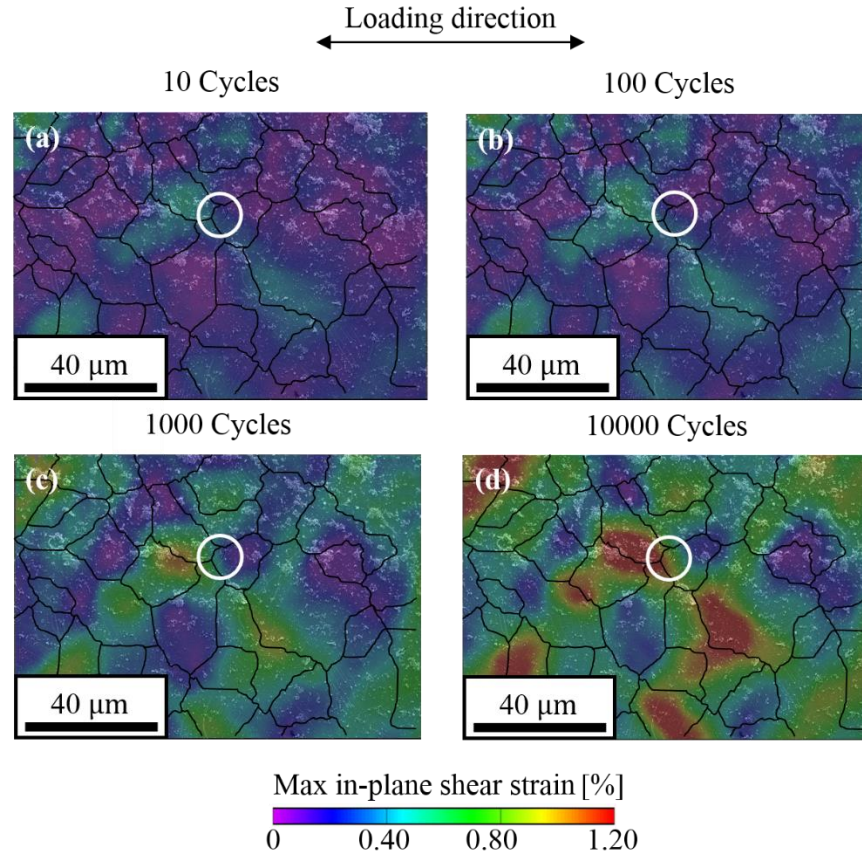 Loading direction
10 Cycles
100 Cycles
(a)
(b)
40 μm
40 μm
1000 Cycles
10000 Cycles
(c)
(d)
40 μm
40 μm
Max in-plane shear strain [%]
0 0.40 0.80 1.20